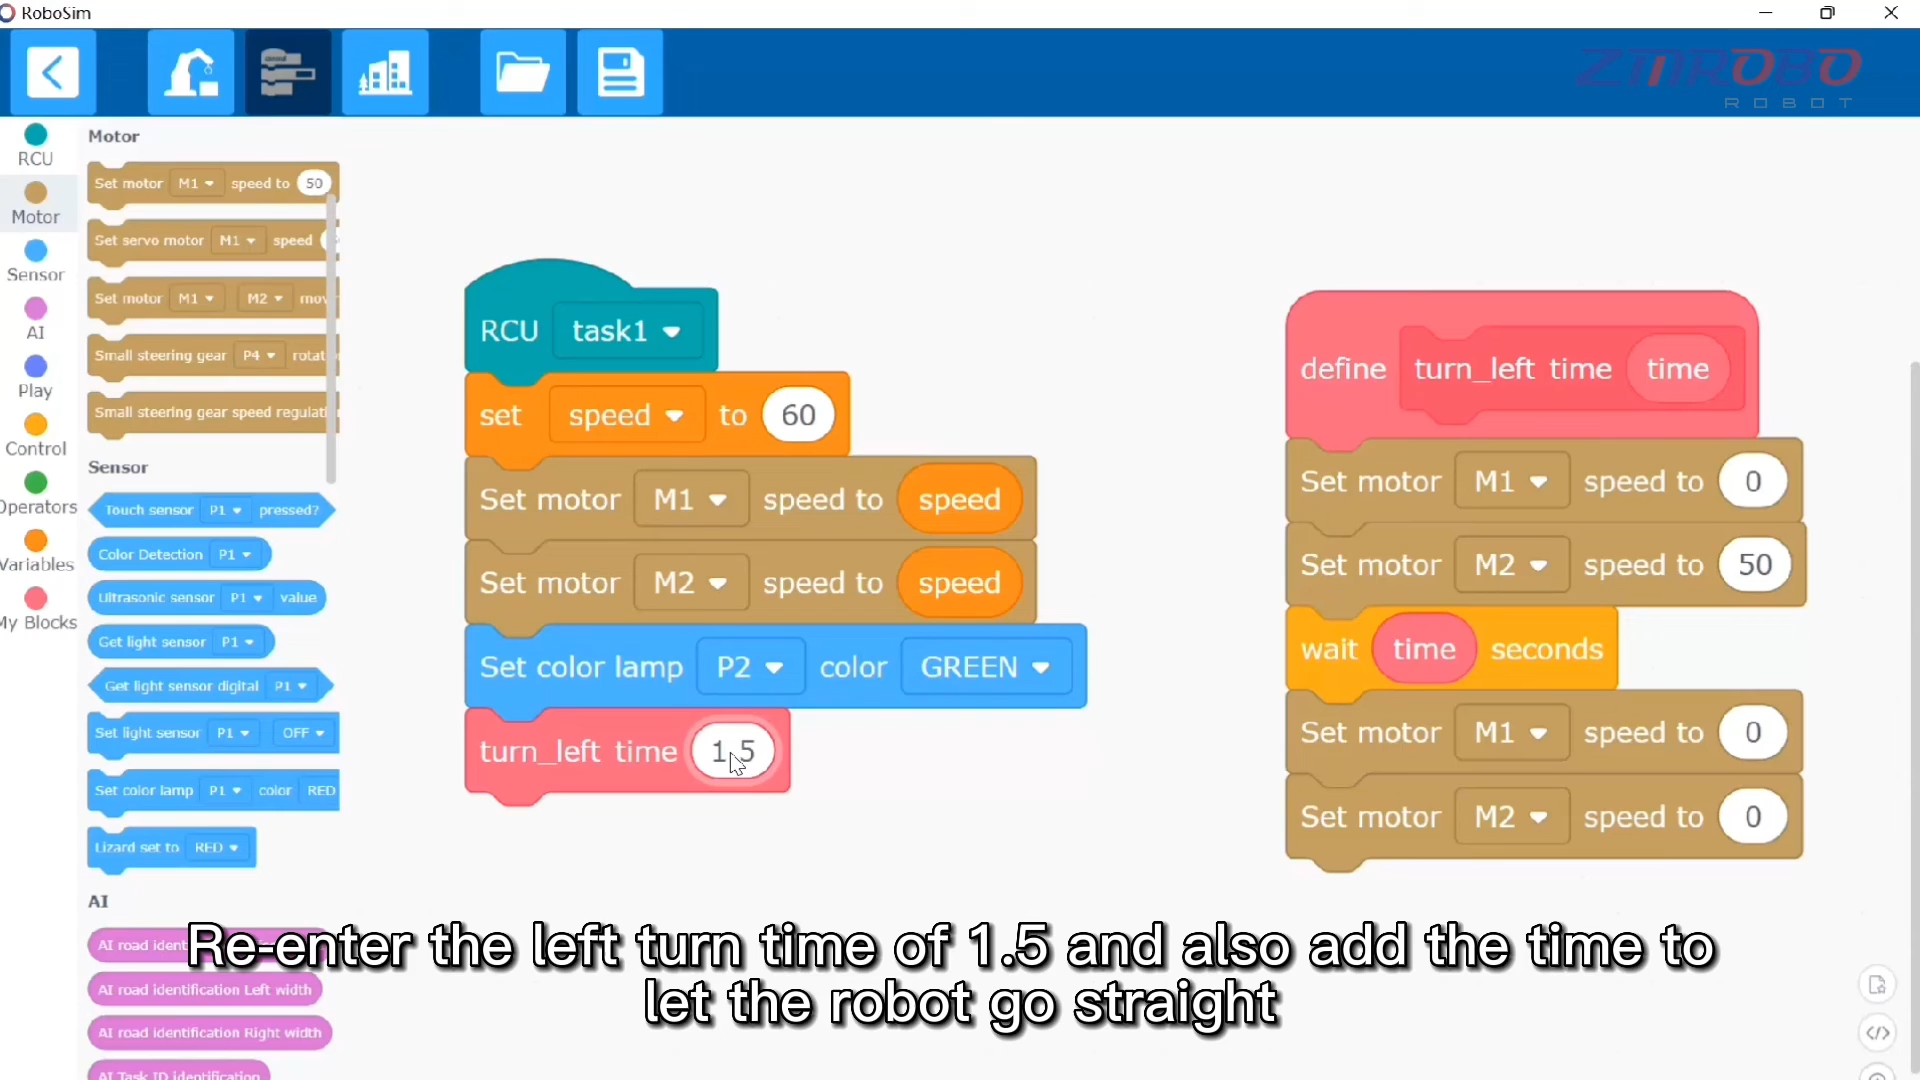 RoboSim
ZMROBO
ROBOT
RCU
Motor
Sensor
AI
Play
Control
Operators
Variables
My Blocks
Motor
Set motor M1 speed to 50
Set servo motor M1 speed
Set motor M1 M2 mov
Small steering gear P4 rotat
Small steering gear speed regulati
Sensor
Touch sensor P1 pressed?
Color Detection P1
Ultrasonic sensor P1 value
Get light sensor P1
Get light sensor digital P1
Set light sensor P1 OFF
Set color lamp P1 color RED
Lizard set to RED
AI
AI road ident
AI road identification Left width
AI road identification Right width
AI Task ID identification
RCU task1
set speed to 60
Set motor M1 speed to speed
Set motor M2 speed to speed
Set color lamp P2 color GREEN
turn_left time 1.5
define turn_left time time
Set motor M1 speed to 0
Set motor M2 speed to 50
wait time seconds
Set motor M1 speed to 0
Set motor M2 speed to 0
Re-enter the left turn time of 1.5 and also add the time to
let the robot go straight